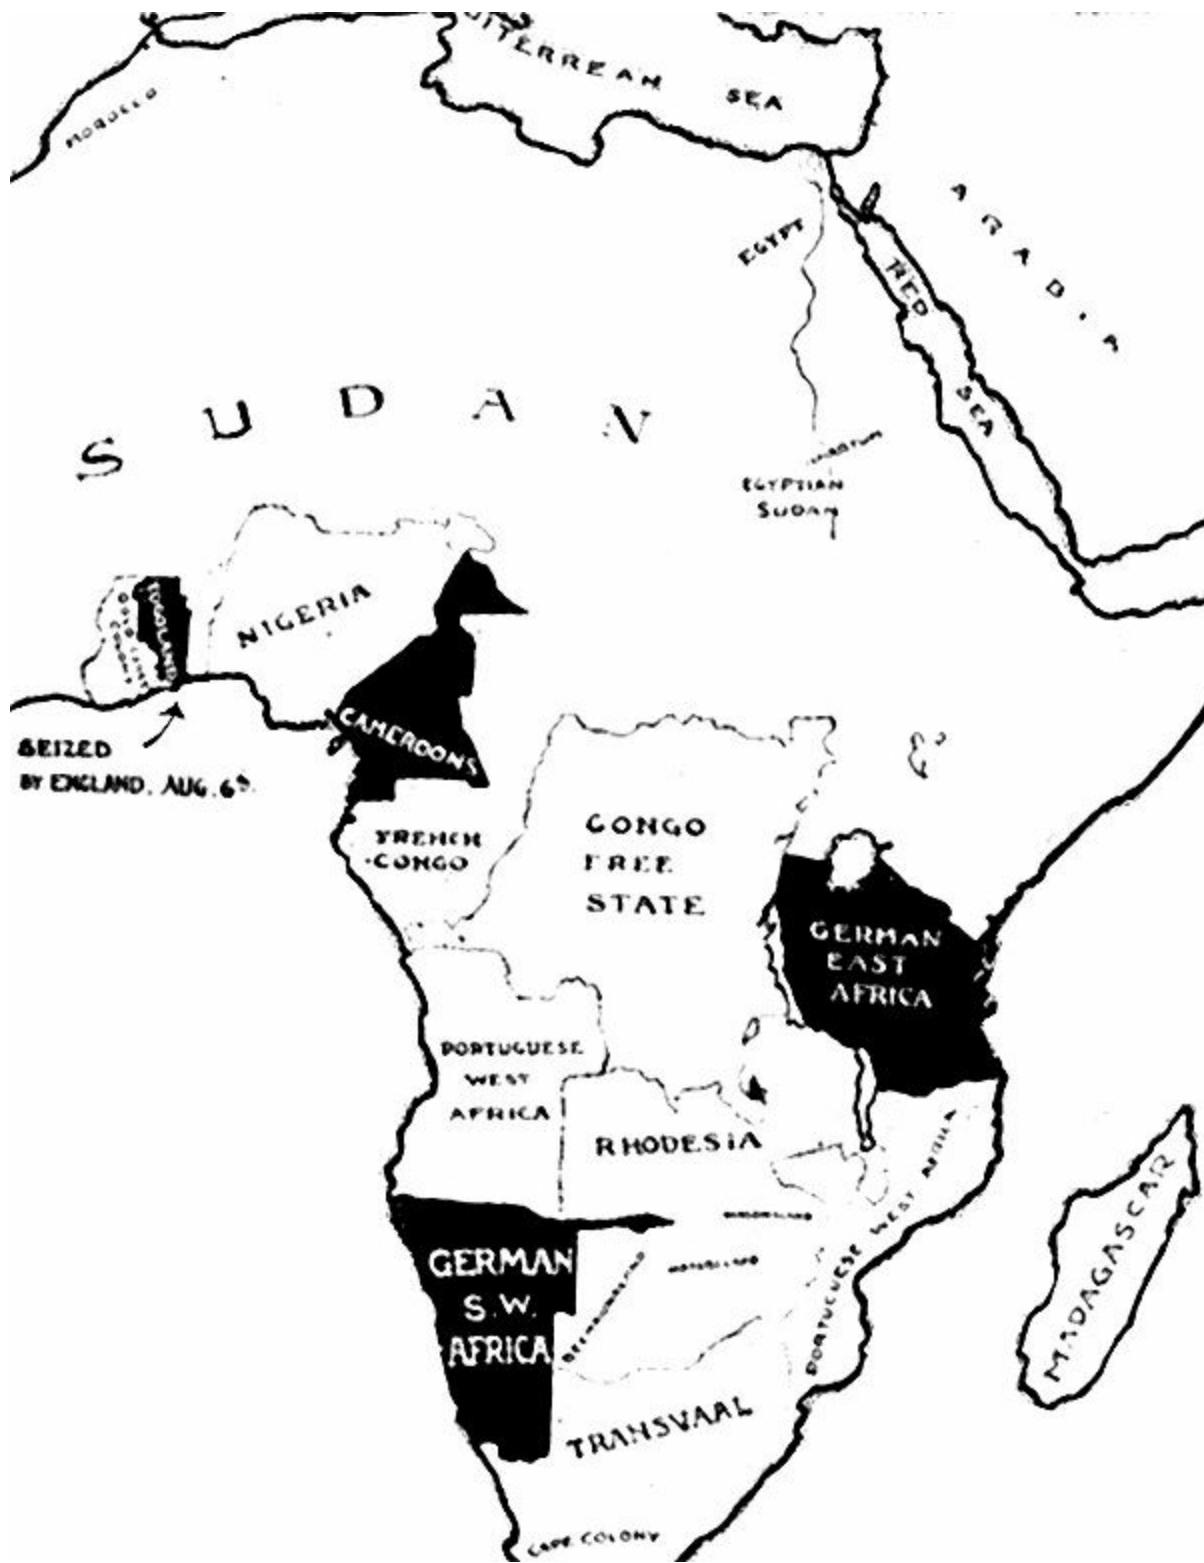 MOROCCO
DITERREAN SEA
EGYPT
ARABIA
RED
SEA
SUDAN
EGYPTIAN
SUDAN
NIGERIA
TOGOLAND
GOLD COAST
COLONY
SEIZED
BY ENGLAND. AUG. 6th.
CAMEROONS
FRENCH
CONGO
CONGO
FREE
STATE
GERMAN
EAST
AFRICA
PORTUGUESE
WEST
AFRICA
RHODESIA
PORTUGUESE WEST AFRICA
MADAGASCAR
GERMAN
S.W.
AFRICA
TRANSVAAL
CAPE COLONY